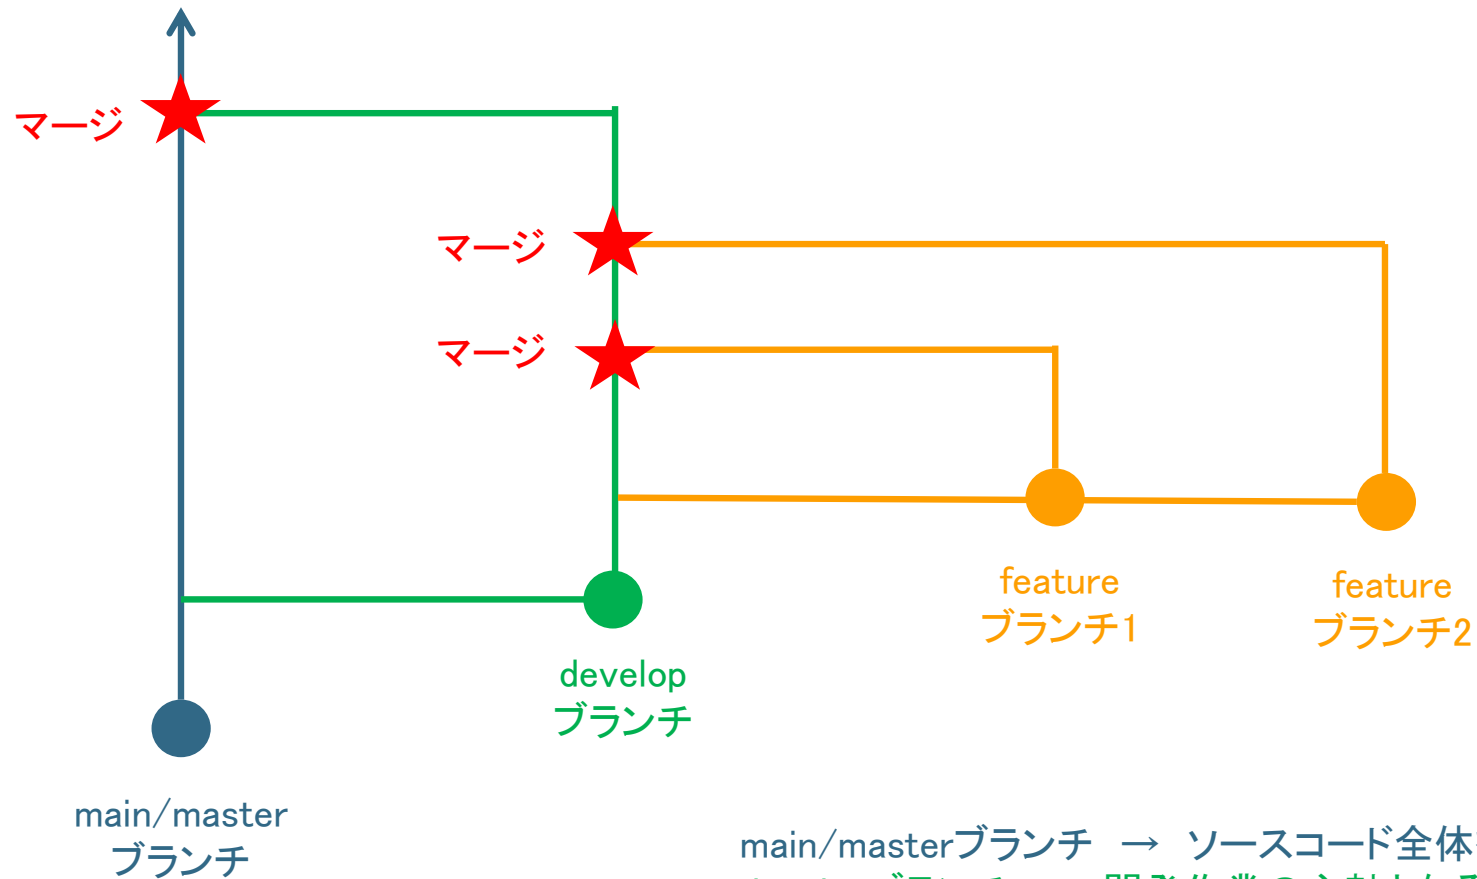 マージ
マージ
マージ
feature
ブランチ1
feature
ブランチ2
develop
ブランチ
main/master
ブランチ
main/masterブランチ → ソースコード全体